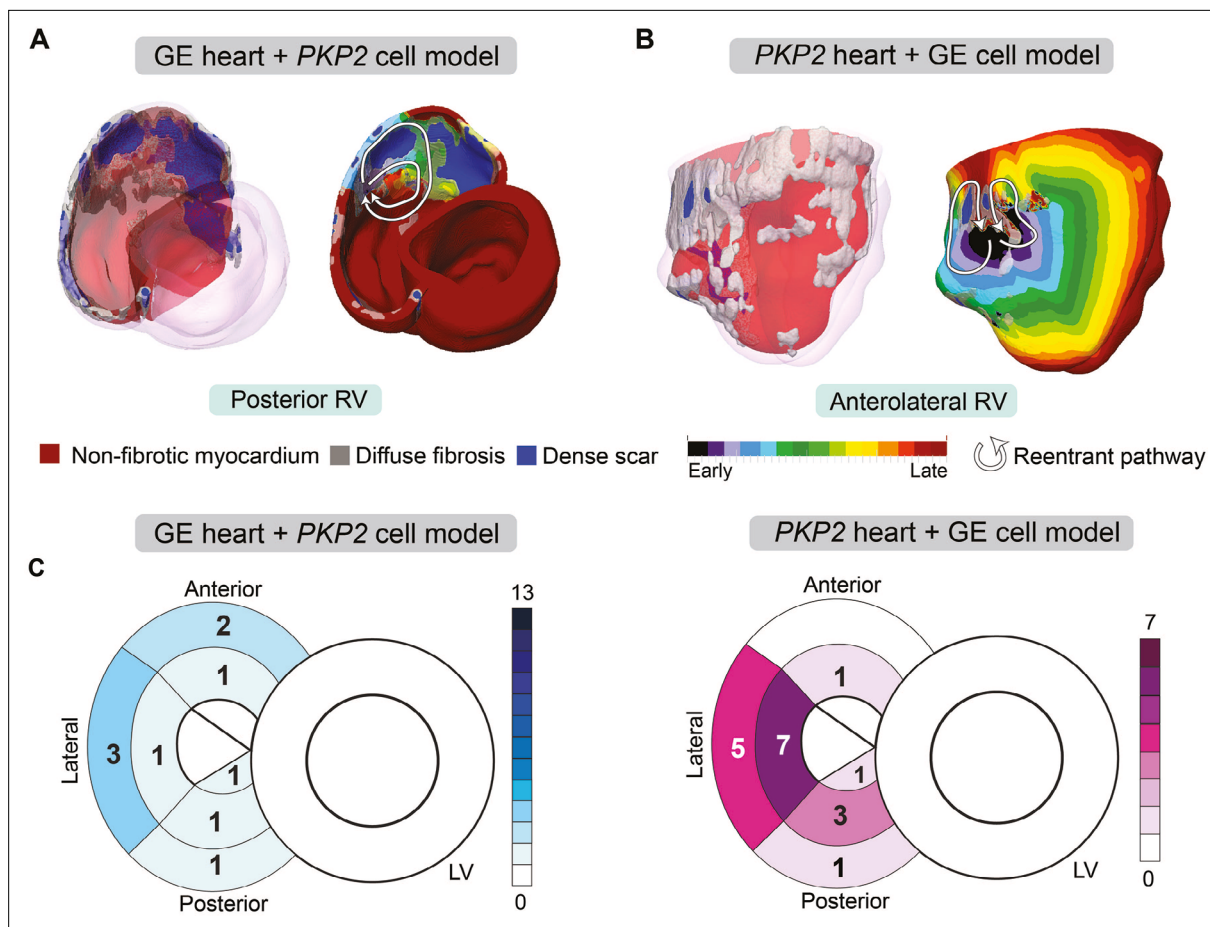 A
GE heart + PKP2 cell model
B
PKP2 heart + GE cell model
Posterior RV
Anterolateral RV
Non-fibrotic myocardium
Diffuse fibrosis
Dense scar
Early
Late
Reentrant pathway
GE heart + PKP2 cell model
PKP2 heart + GE cell model
C
Anterior
13
2
1
Lateral
3
1
1
1
1
LV
0
Posterior
Anterior
7
1
Lateral
5
7
1
3
1
LV
0
Posterior